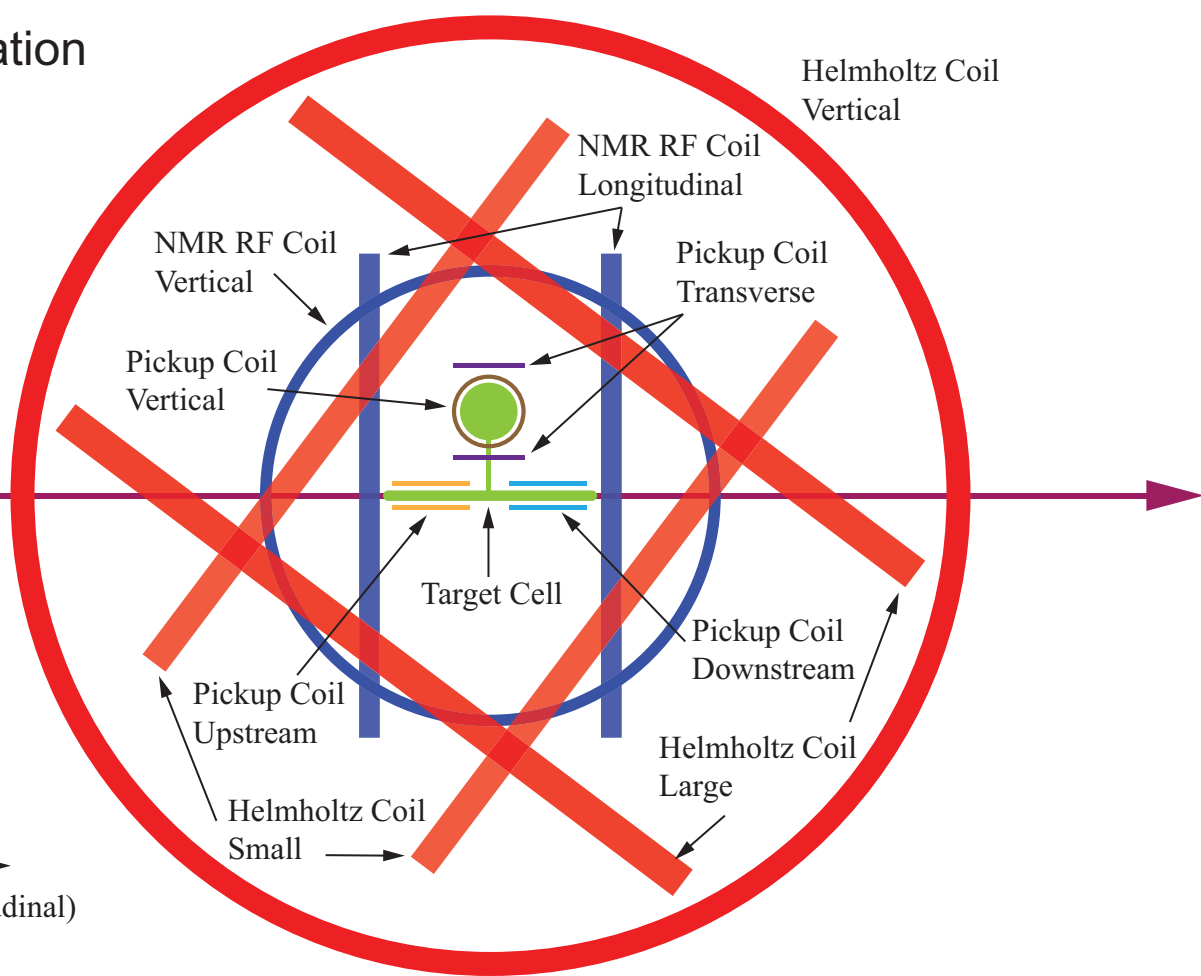 ation
Helmholtz Coil
Vertical
NMR RF Coil
Longitudinal
NMR RF Coil
Vertical
Pickup Coil
Transverse
Pickup Coil
Vertical
Target Cell
Pickup Coil
Downstream
Pickup Coil
Upstream
Helmholtz Coil
Large
Helmholtz Coil
Small
dinal)